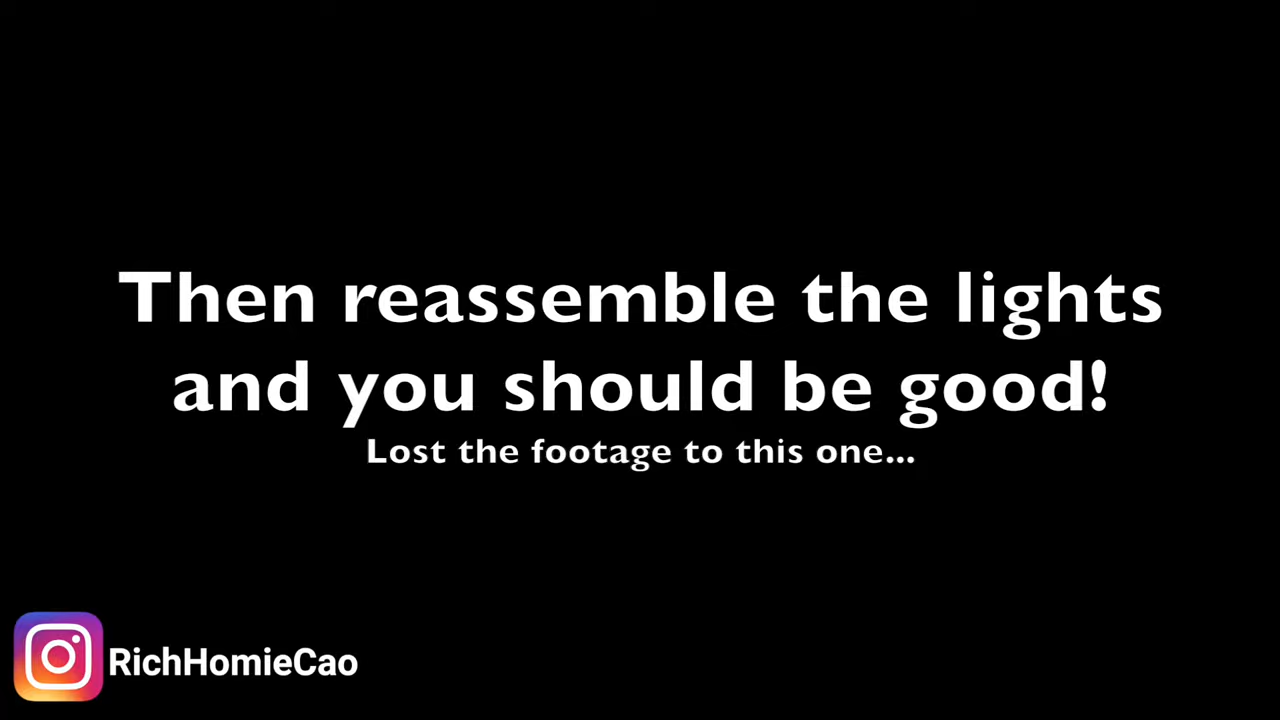 Then reassemble the lights
and you should be good!
Lost the footage to this one...
RichHomieCao